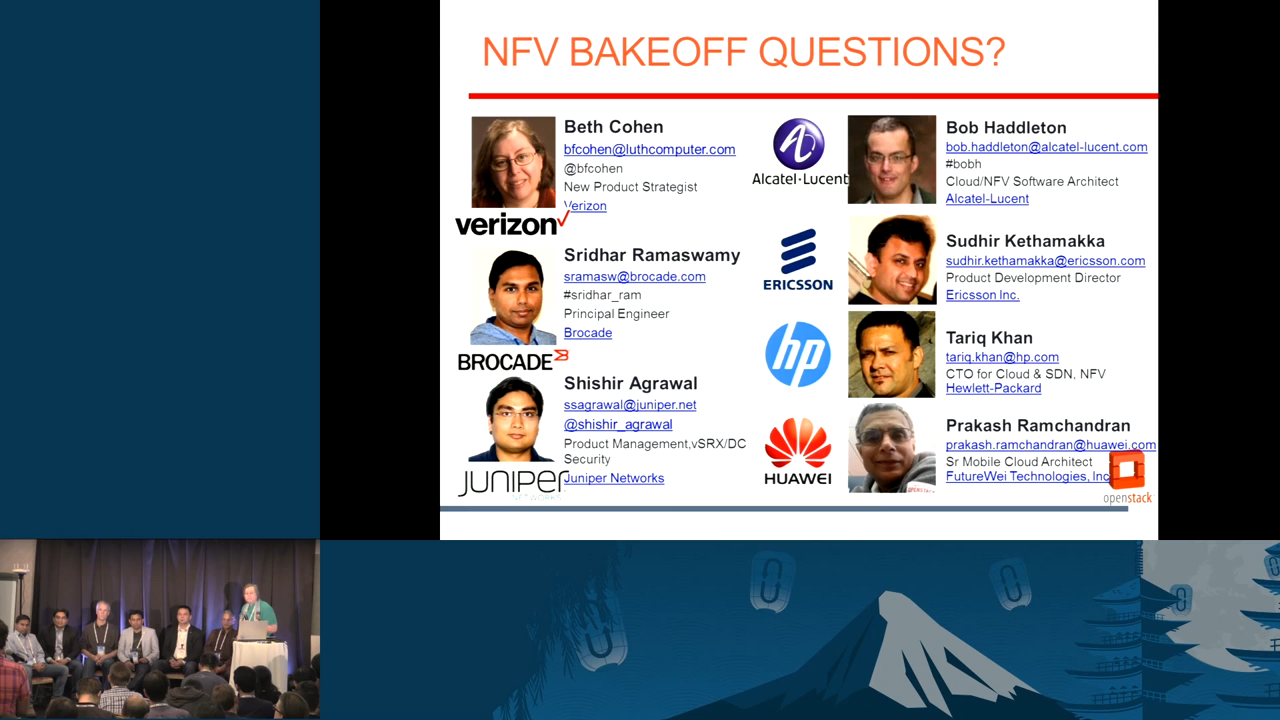 NFV BAKEOFF QUESTIONS?
Beth Cohen
bfcohen@luthcomputer.com
@bfcohen
New Product Strategist
Verizon
verizon
Sridhar Ramaswamy
sramasw@brocade.com
#sridhar_ram
Principal Engineer
Brocade
BROCADE
Shishir Agrawal
ssagrawal@juniper.net
@shishir_agrawal
Product Management,vSRX/DC
Security
Juniper Networks
JUNIPER
NETWORKS
Alcatel·Lucent
Bob Haddleton
bob.haddleton@alcatel-lucent.com
#bobh
Cloud/NFV Software Architect
Alcatel-Lucent
ERICSSON
Sudhir Kethamakka
sudhir.kethamakka@ericsson.com
Product Development Director
Ericsson Inc.
hp
Tariq Khan
tariq.khan@hp.com
CTO for Cloud & SDN, NFV
Hewlett-Packard
HUAWEI
Prakash Ramchandran
prakash.ramchandran@huawei.com
Sr Mobile Cloud Architect
FutureWei Technologies, Inc
openstack